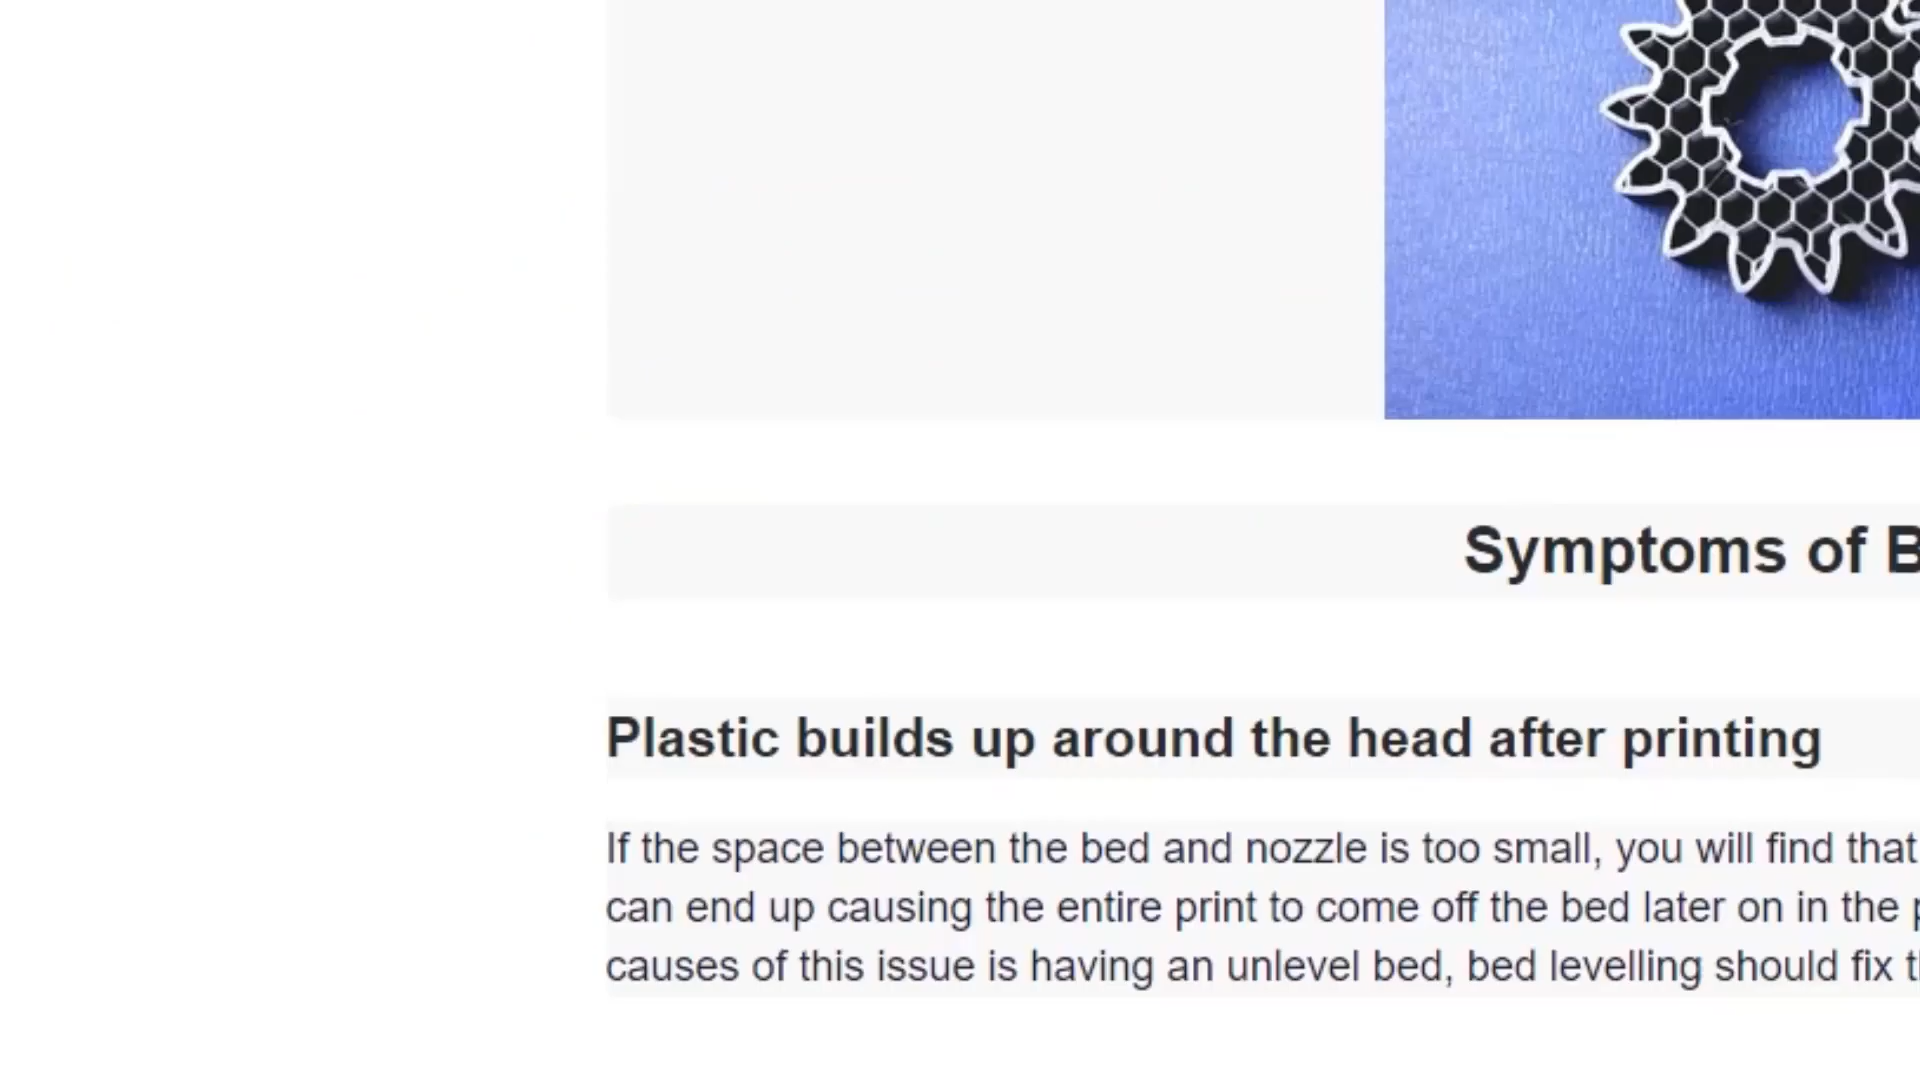 Symptoms of B
Plastic builds up around the head after printing
If the space between the bed and nozzle is too small, you will find that
can end up causing the entire print to come off the bed later on in the
causes of this issue is having an unlevel bed, bed levelling should fix